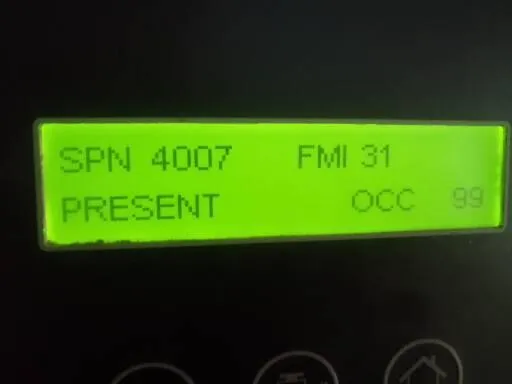 SPN 4007 FMI 31
PRESENT OCC 99